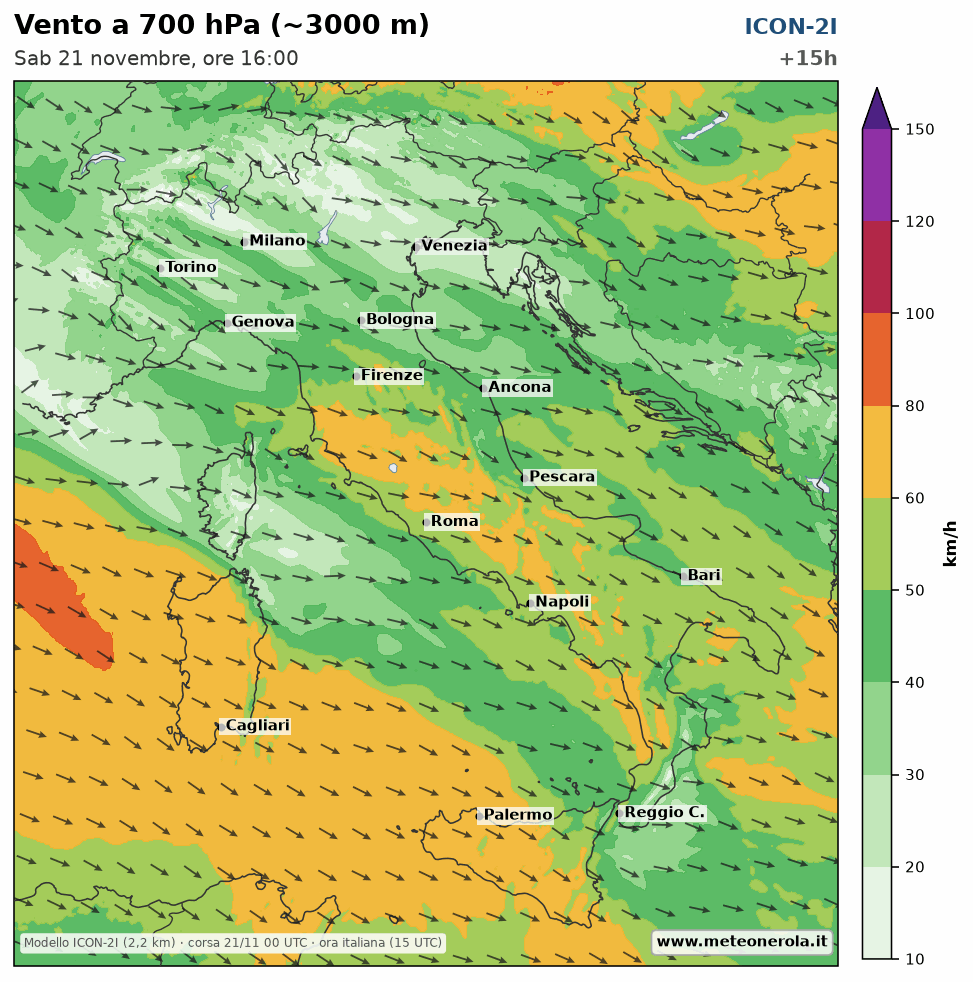 Vento a 700 hPa (~3000 m)
ICON-2I
Sab 21 novembre, ore 16:00
+15h
150
120
100
80
60
50
40
30
20
10
km/h
Milano
Venezia
Torino
Genova
Bologna
Firenze
Ancona
Pescara
Roma
Bari
Napoli
Cagliari
Palermo
Reggio C.
Modello ICON-2I (2,2 km) · corsa 21/11 00 UTC · ora italiana (15 UTC)
www.meteonerola.it